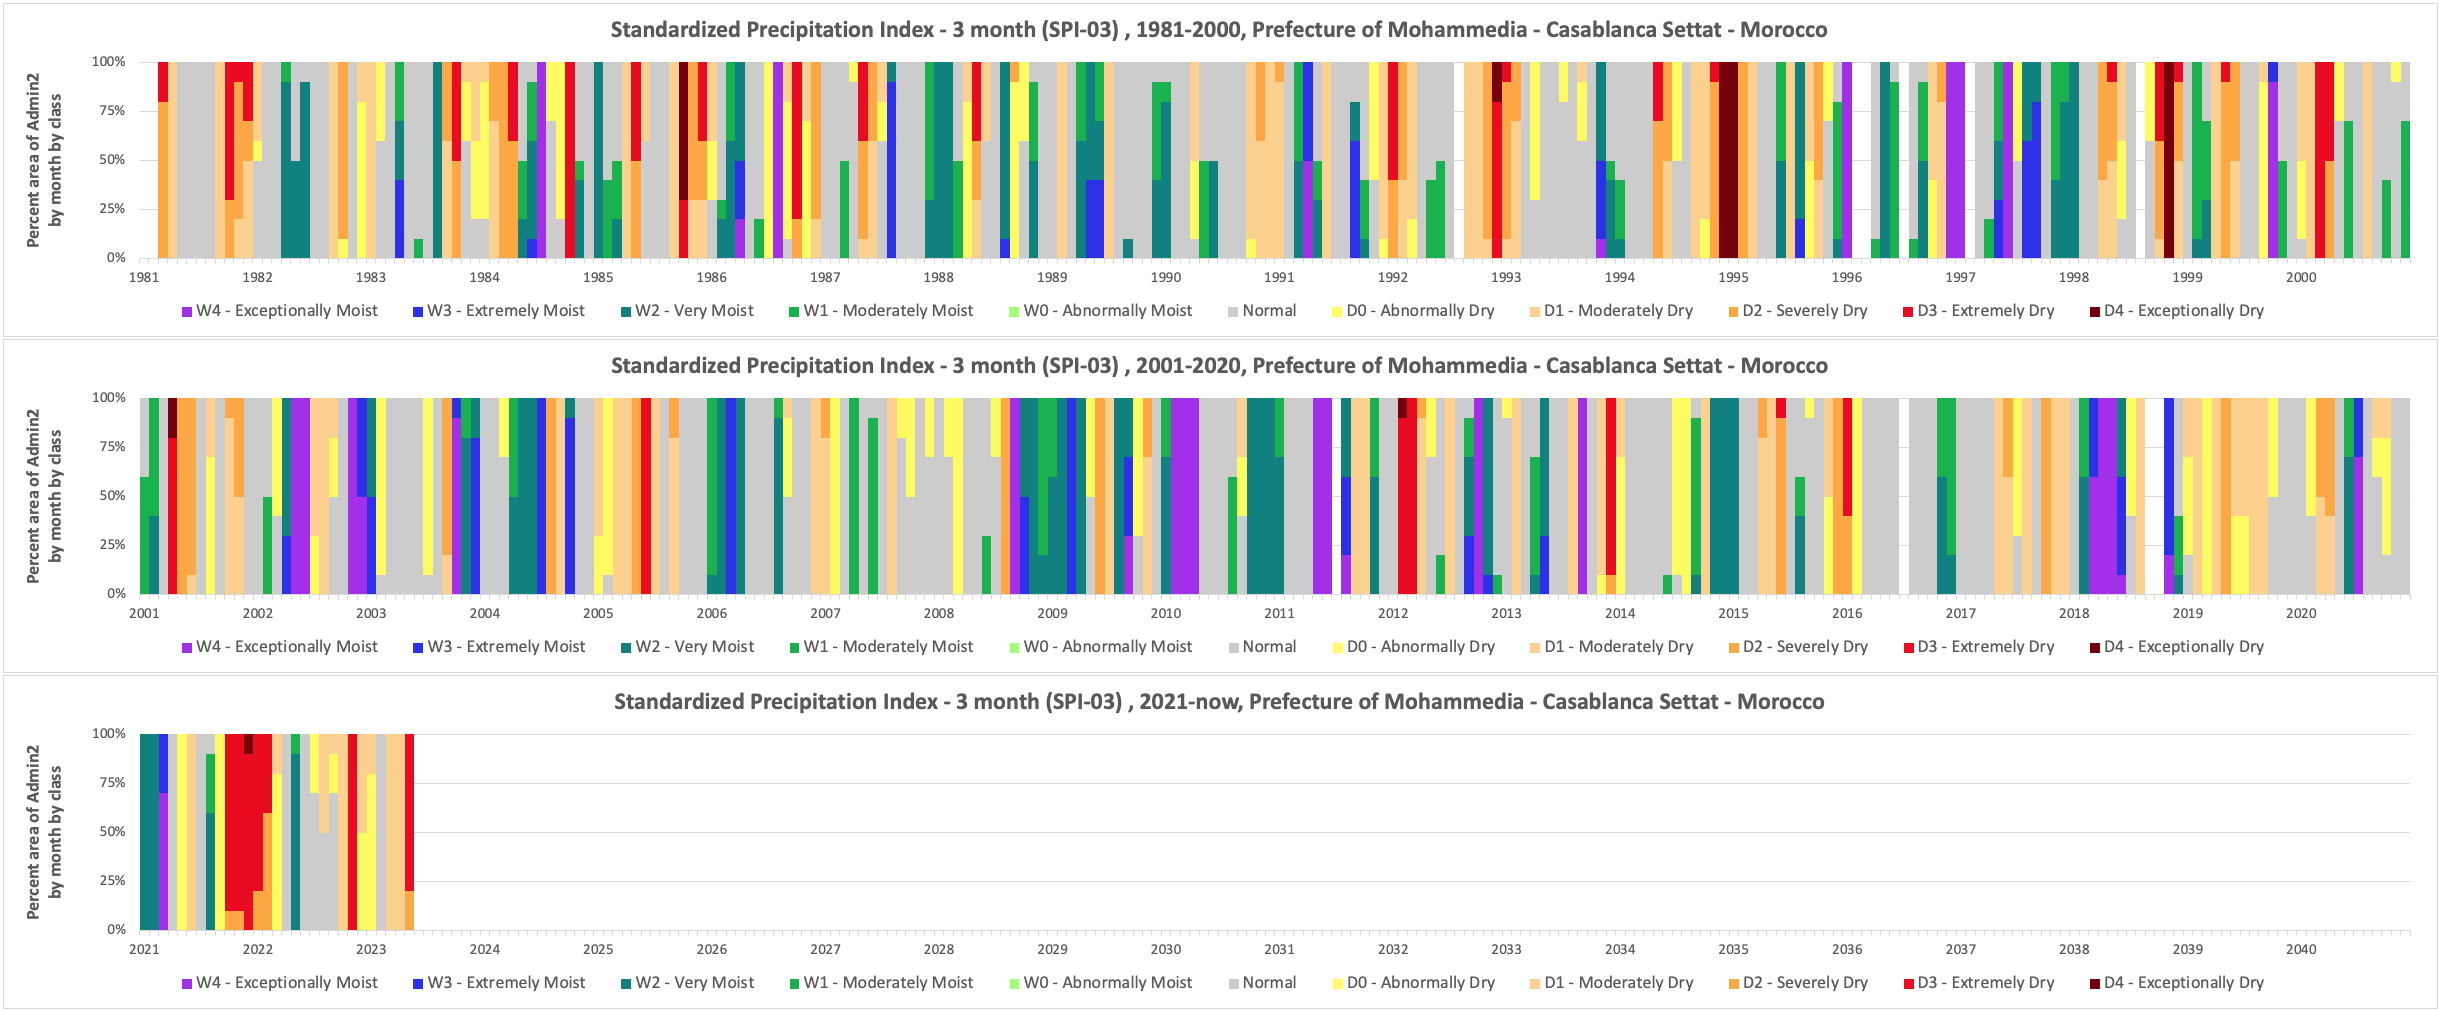 Standardized Precipitation Index - 3 month (SPI-03) , 1981-2000, Prefecture of Mohammedia - Casablanca Settat - Morocco
Percent area of Admin2
by month by class
100%
75%
50%
25%
0%
1981 1982 1983 1984 1985 1986 1987 1988 1989 1990 1991 1992 1993 1994 1995 1996 1997 1998 1999 2000
W4 - Exceptionally Moist W3 - Extremely Moist W2 - Very Moist W1 - Moderately Moist W0 - Abnormally Moist Normal D0 - Abnormally Dry D1 - Moderately Dry D2 - Severely Dry D3 - Extremely Dry D4 - Exceptionally Dry
Standardized Precipitation Index - 3 month (SPI-03) , 2001-2020, Prefecture of Mohammedia - Casablanca Settat - Morocco
Percent area of Admin2
by month by class
100%
75%
50%
25%
0%
2001 2002 2003 2004 2005 2006 2007 2008 2009 2010 2011 2012 2013 2014 2015 2016 2017 2018 2019 2020
W4 - Exceptionally Moist W3 - Extremely Moist W2 - Very Moist W1 - Moderately Moist W0 - Abnormally Moist Normal D0 - Abnormally Dry D1 - Moderately Dry D2 - Severely Dry D3 - Extremely Dry D4 - Exceptionally Dry
Standardized Precipitation Index - 3 month (SPI-03) , 2021-now, Prefecture of Mohammedia - Casablanca Settat - Morocco
Percent area of Admin2
by month by class
100%
75%
50%
25%
0%
2021 2022 2023 2024 2025 2026 2027 2028 2029 2030 2031 2032 2033 2034 2035 2036 2037 2038 2039 2040
W4 - Exceptionally Moist W3 - Extremely Moist W2 - Very Moist W1 - Moderately Moist W0 - Abnormally Moist Normal D0 - Abnormally Dry D1 - Moderately Dry D2 - Severely Dry D3 - Extremely Dry D4 - Exceptionally Dry